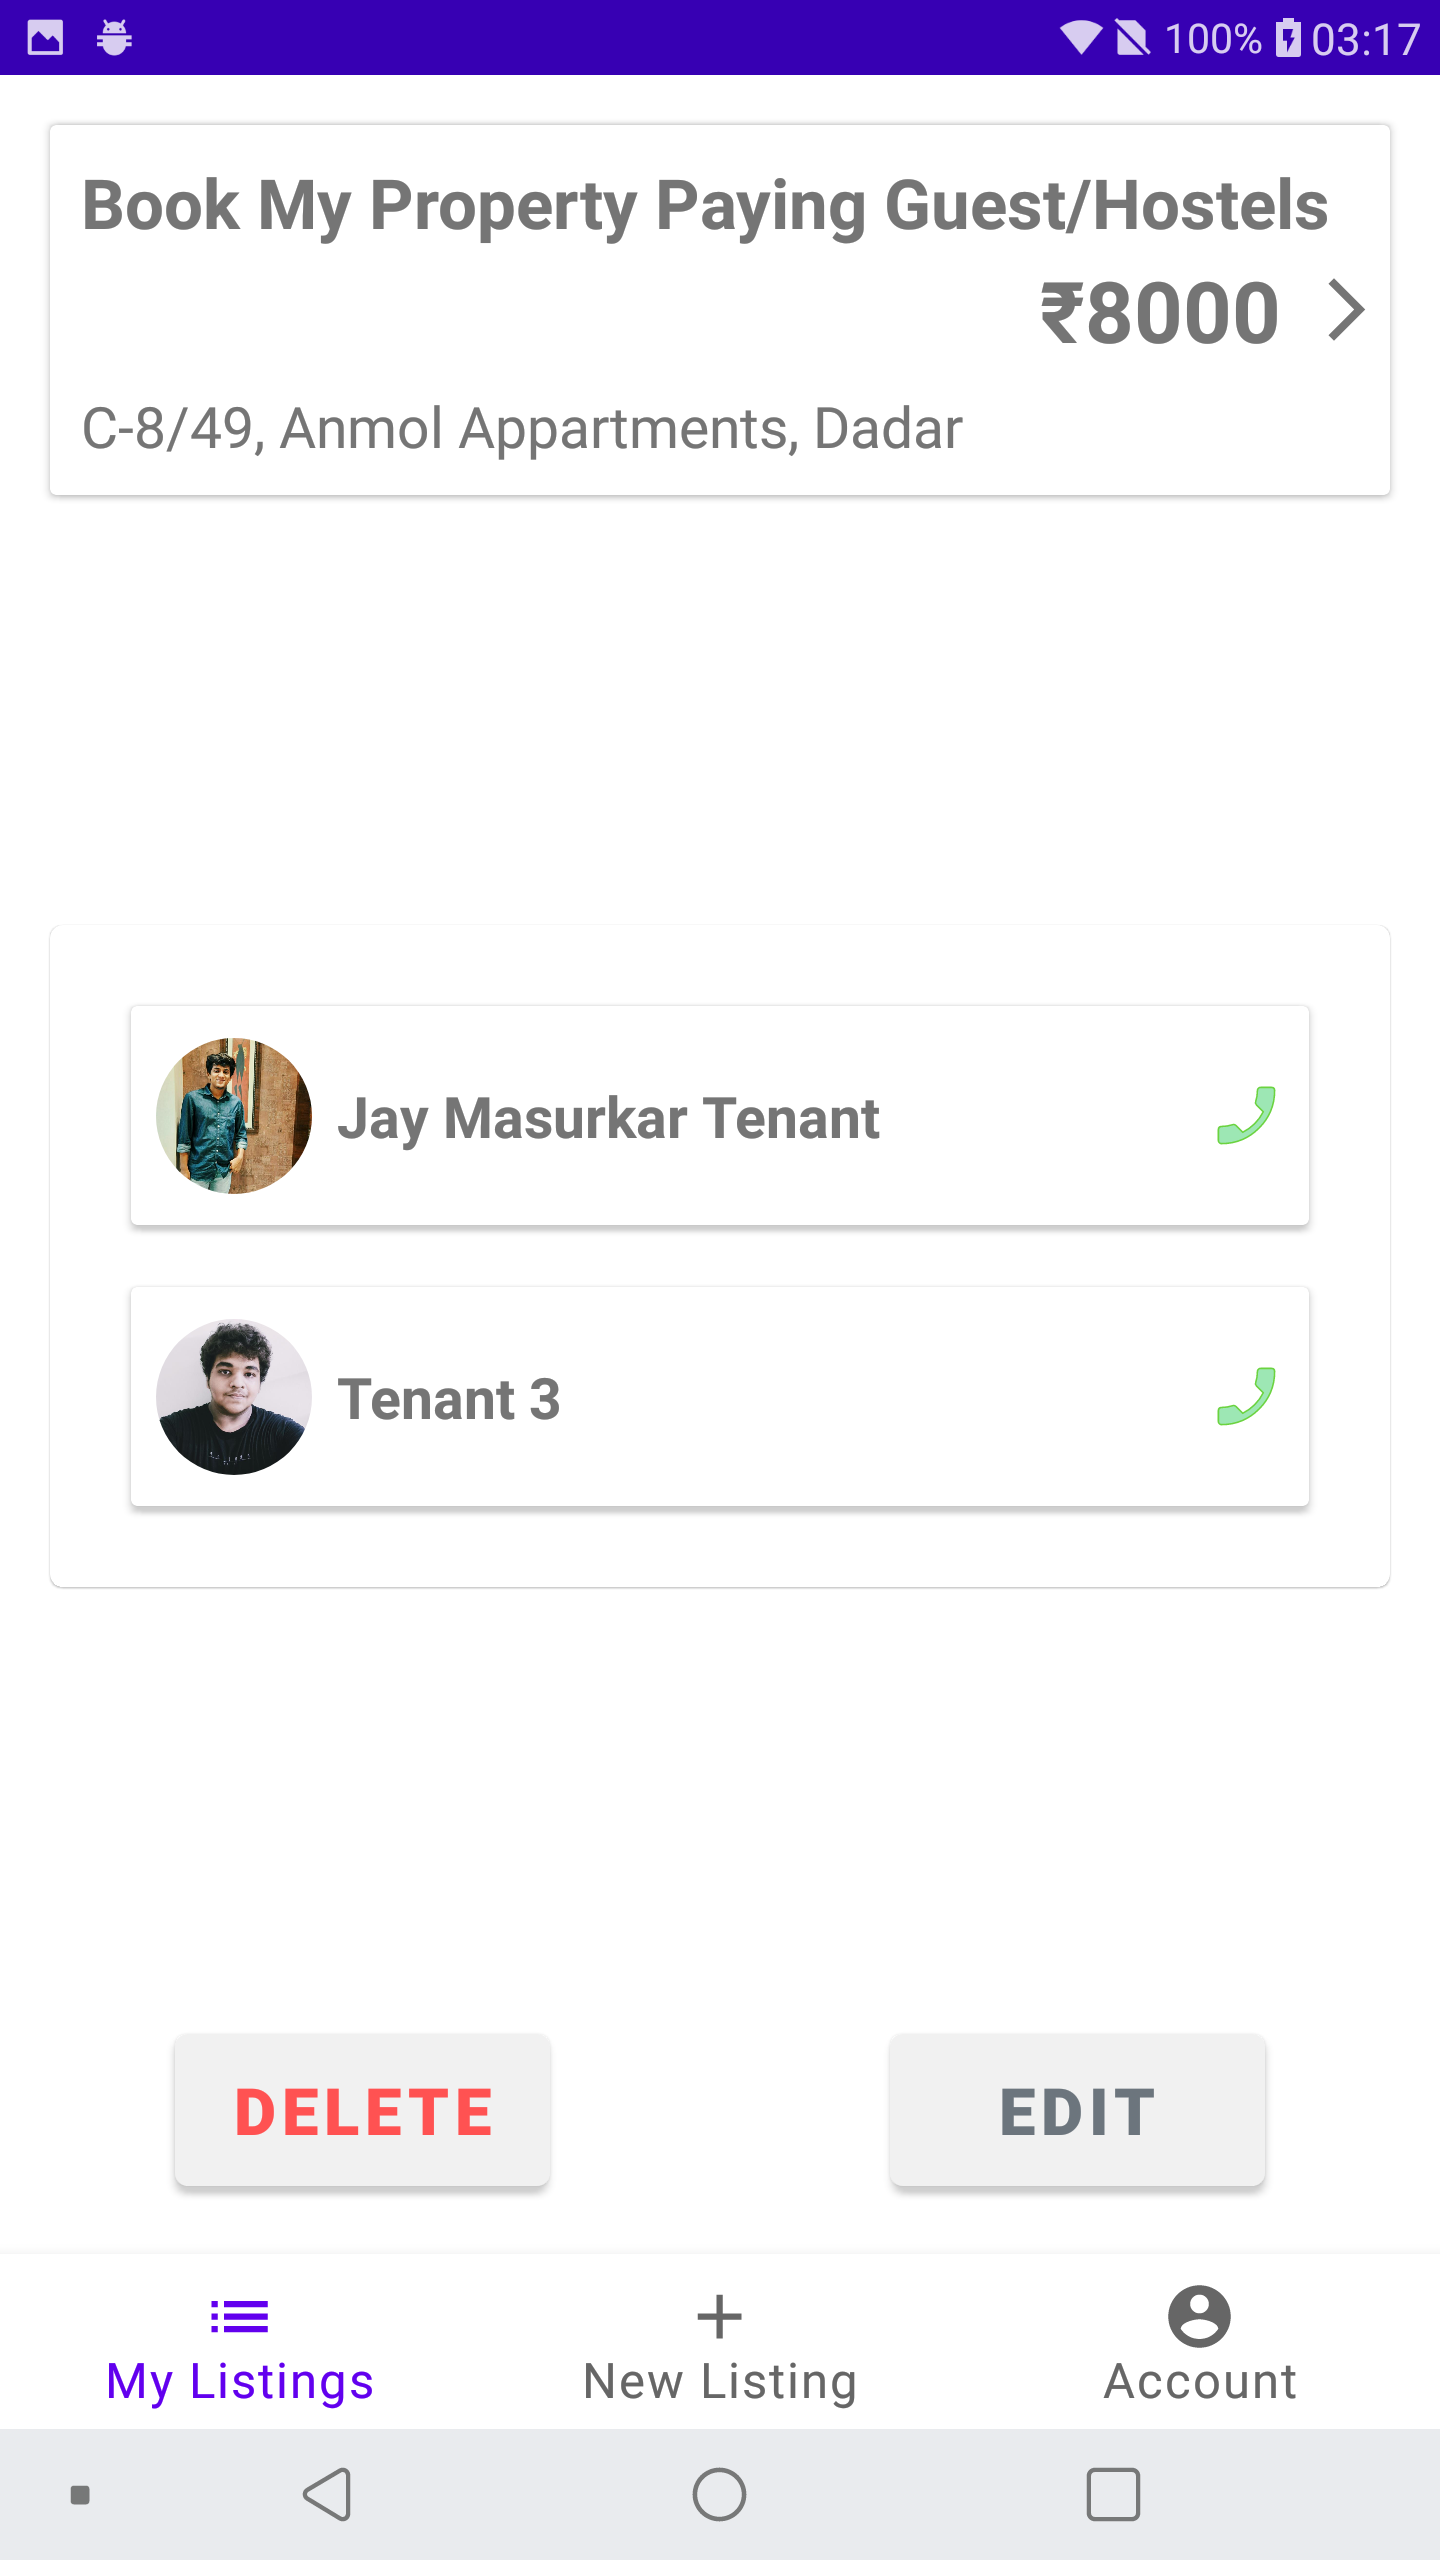 100% 03:17
Book My Property Paying Guest/Hostels
₹8000
C-8/49, Anmol Appartments, Dadar
Jay Masurkar Tenant
Tenant 3
DELETE EDIT
My Listings New Listing Account